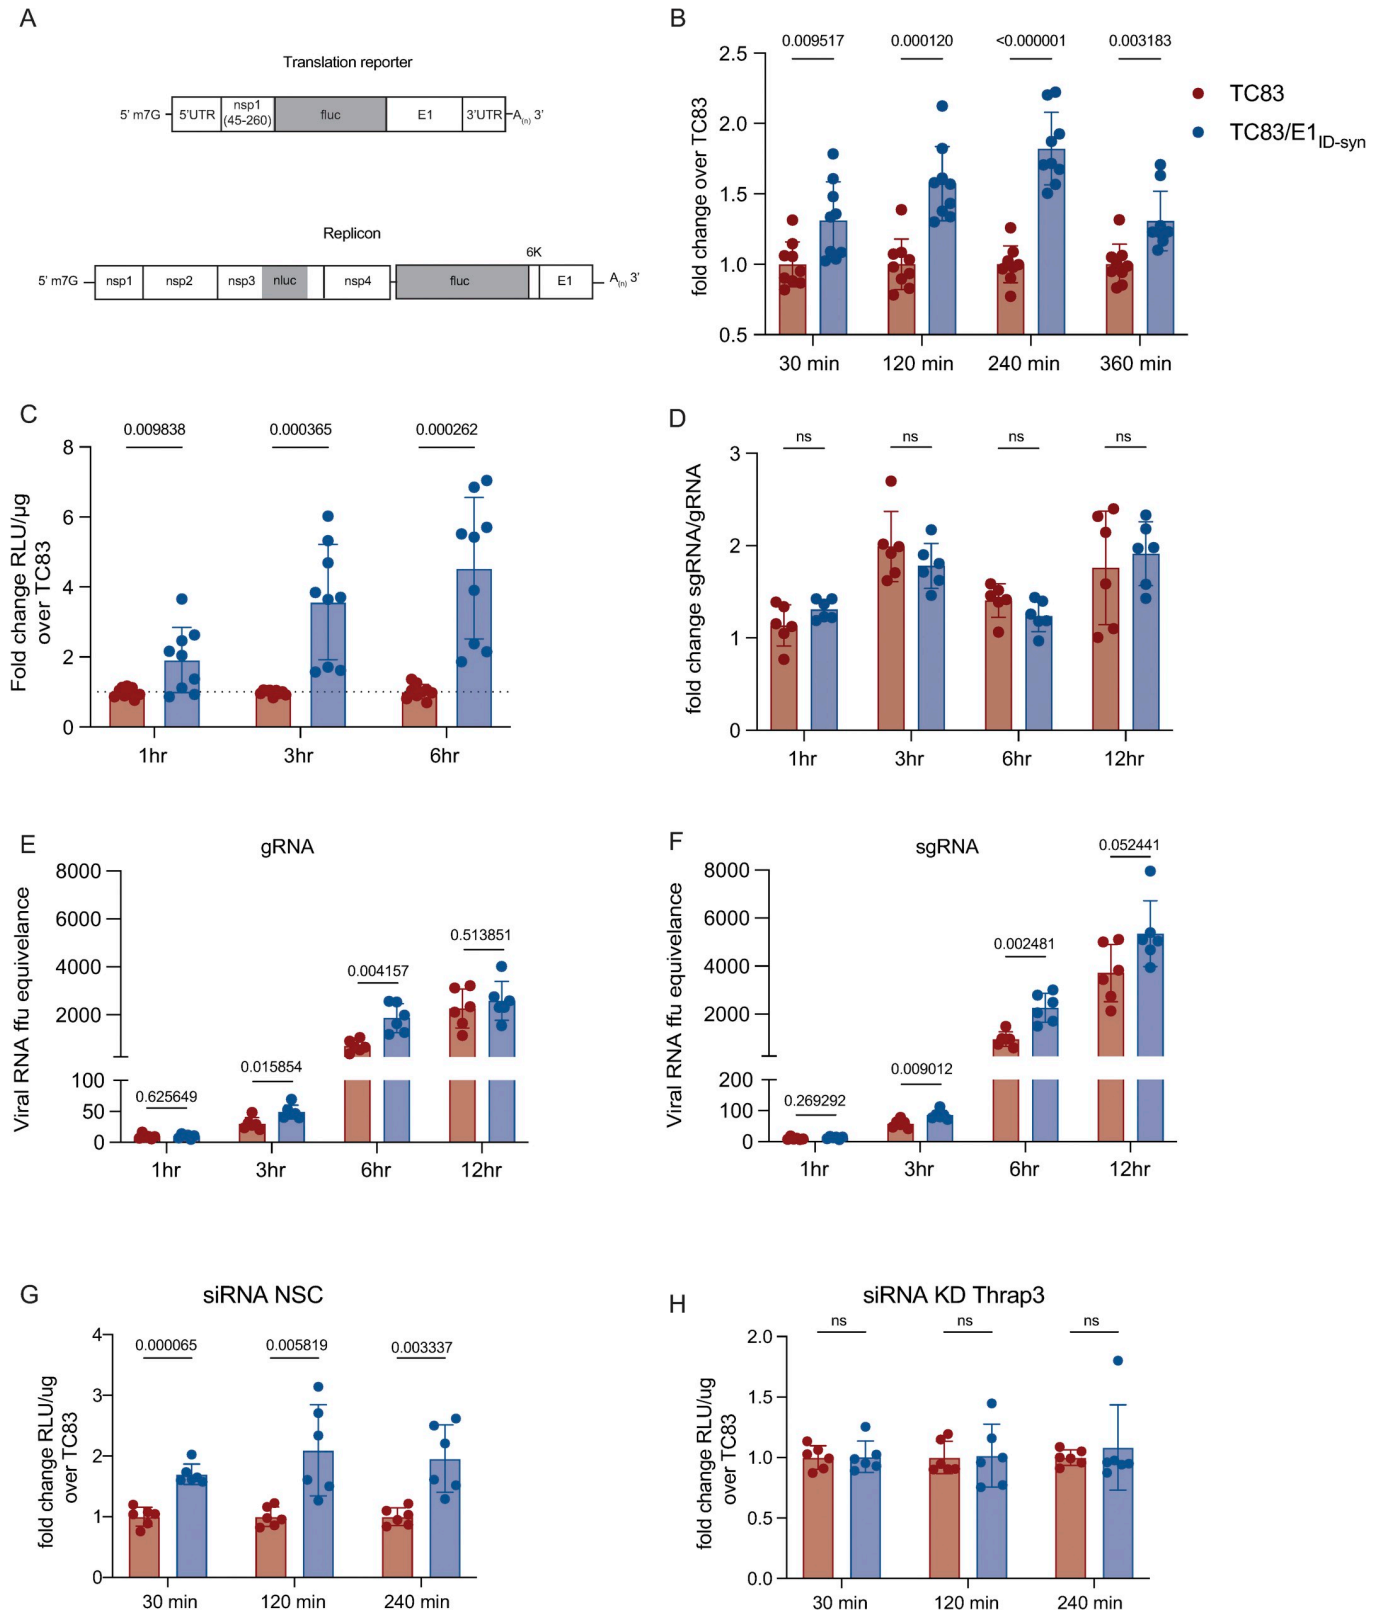 A
Translation reporter
5' m7G
5'UTR
nsp1
(45-260)
fluc
E1
3'UTR
A(n) 3'
Replicon
6K
5' m7G
nsp1
nsp2
nsp3
nluc
nsp4
fluc
E1
A(n) 3'
B
0.009517 0.000120 <0.000001 0.003183
fold change over TC83
2.5
2.0
1.5
1.0
0.5
30 min 120 min 240 min 360 min
TC83
TC83/E1ID-syn
C
0.009838 0.000365 0.000262
Fold change RLU/µg
over TC83
8
6
4
2
0
1hr 3hr 6hr
D
ns ns ns ns
fold change sgRNA/gRNA
3
2
1
0
1hr 3hr 6hr 12hr
E
gRNA
Viral RNA ffu equivelance
8000
6000
4000
2000
100
50
0
0.625649
0.015854
0.004157
0.513851
1hr 3hr 6hr 12hr
F
sgRNA
Viral RNA ffu equivelance
8000
6000
4000
2000
200
100
0
0.269292
0.009012
0.002481
0.052441
1hr 3hr 6hr 12hr
G
siRNA NSC
0.000065 0.005819 0.003337
fold change RLU/ug
over TC83
4
3
2
1
0
30 min 120 min 240 min
H
siRNA KD Thrap3
ns ns ns
fold change RLU/ug
over TC83
2.0
1.5
1.0
0.5
0.0
30 min 120 min 240 min